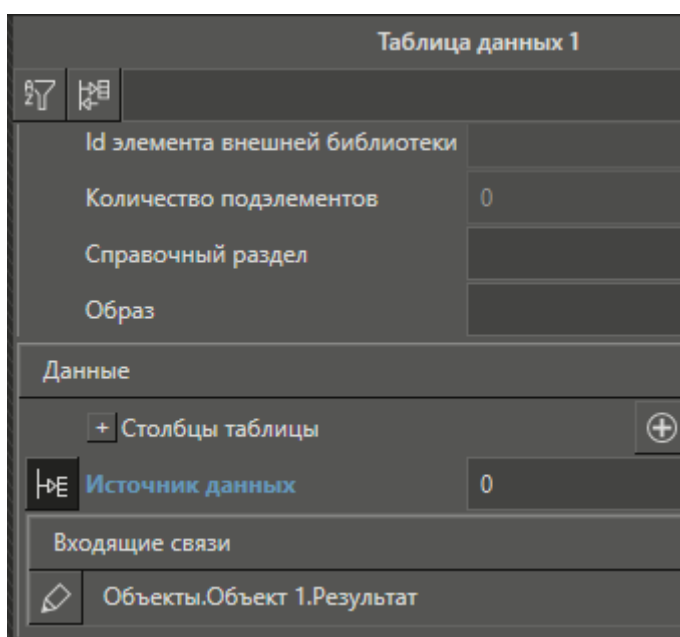 Таблица данных 1
Id элемента внешней библиотеки
Количество подэлементов 0
Справочный раздел
Образ
Данные
+ Столбцы таблицы
Источник данных 0
Входящие связи
Объекты.Объект 1.Результат